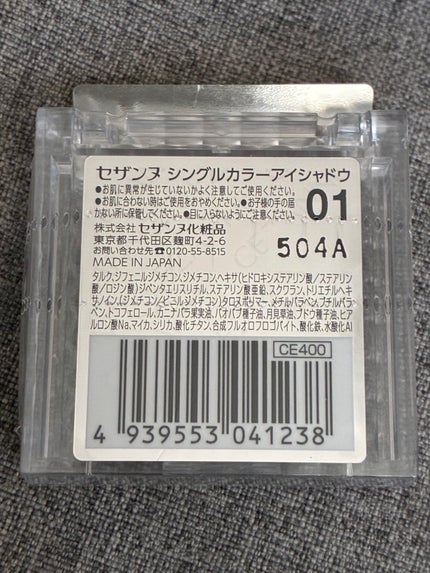 セザンヌ シングルカラーアイシャドウ
●お肌に異常が生じていないかよく注意してご使用ください。
●お肌に合わない時はご使用をおやめください。●お子様の手の届
かない所に保管してください。●目に入らないようにご注意ください。
01
株式会社 セザンヌ化粧品
東京都千代田区麹町4-2-6
お問い合わせ先☎0120-55-8515
MADE IN JAPAN
504A
タルク、ジフェニルジメチコン、ジメチコン、ヘキサ(ヒドロキシステアリン酸/ステアリン
酸/ロジン酸)ジペンタエリスリチル、ステアリン酸亜鉛、スクワラン、トリエチルヘキ
サノイン、(ジメチコン/ビニルジメチコン)クロスポリマー、メチルパラベン、ブチルパラ
ベン、トコフェロール、カニナバラ果実油、バオバブ種子油、月見草油、ブドウ種子油、ヒア
ルロン酸Na、マイカ、シリカ、酸化チタン、合成フルオロフロゴパイト、酸化鉄、水酸化Al
CE400
4 939553 041238